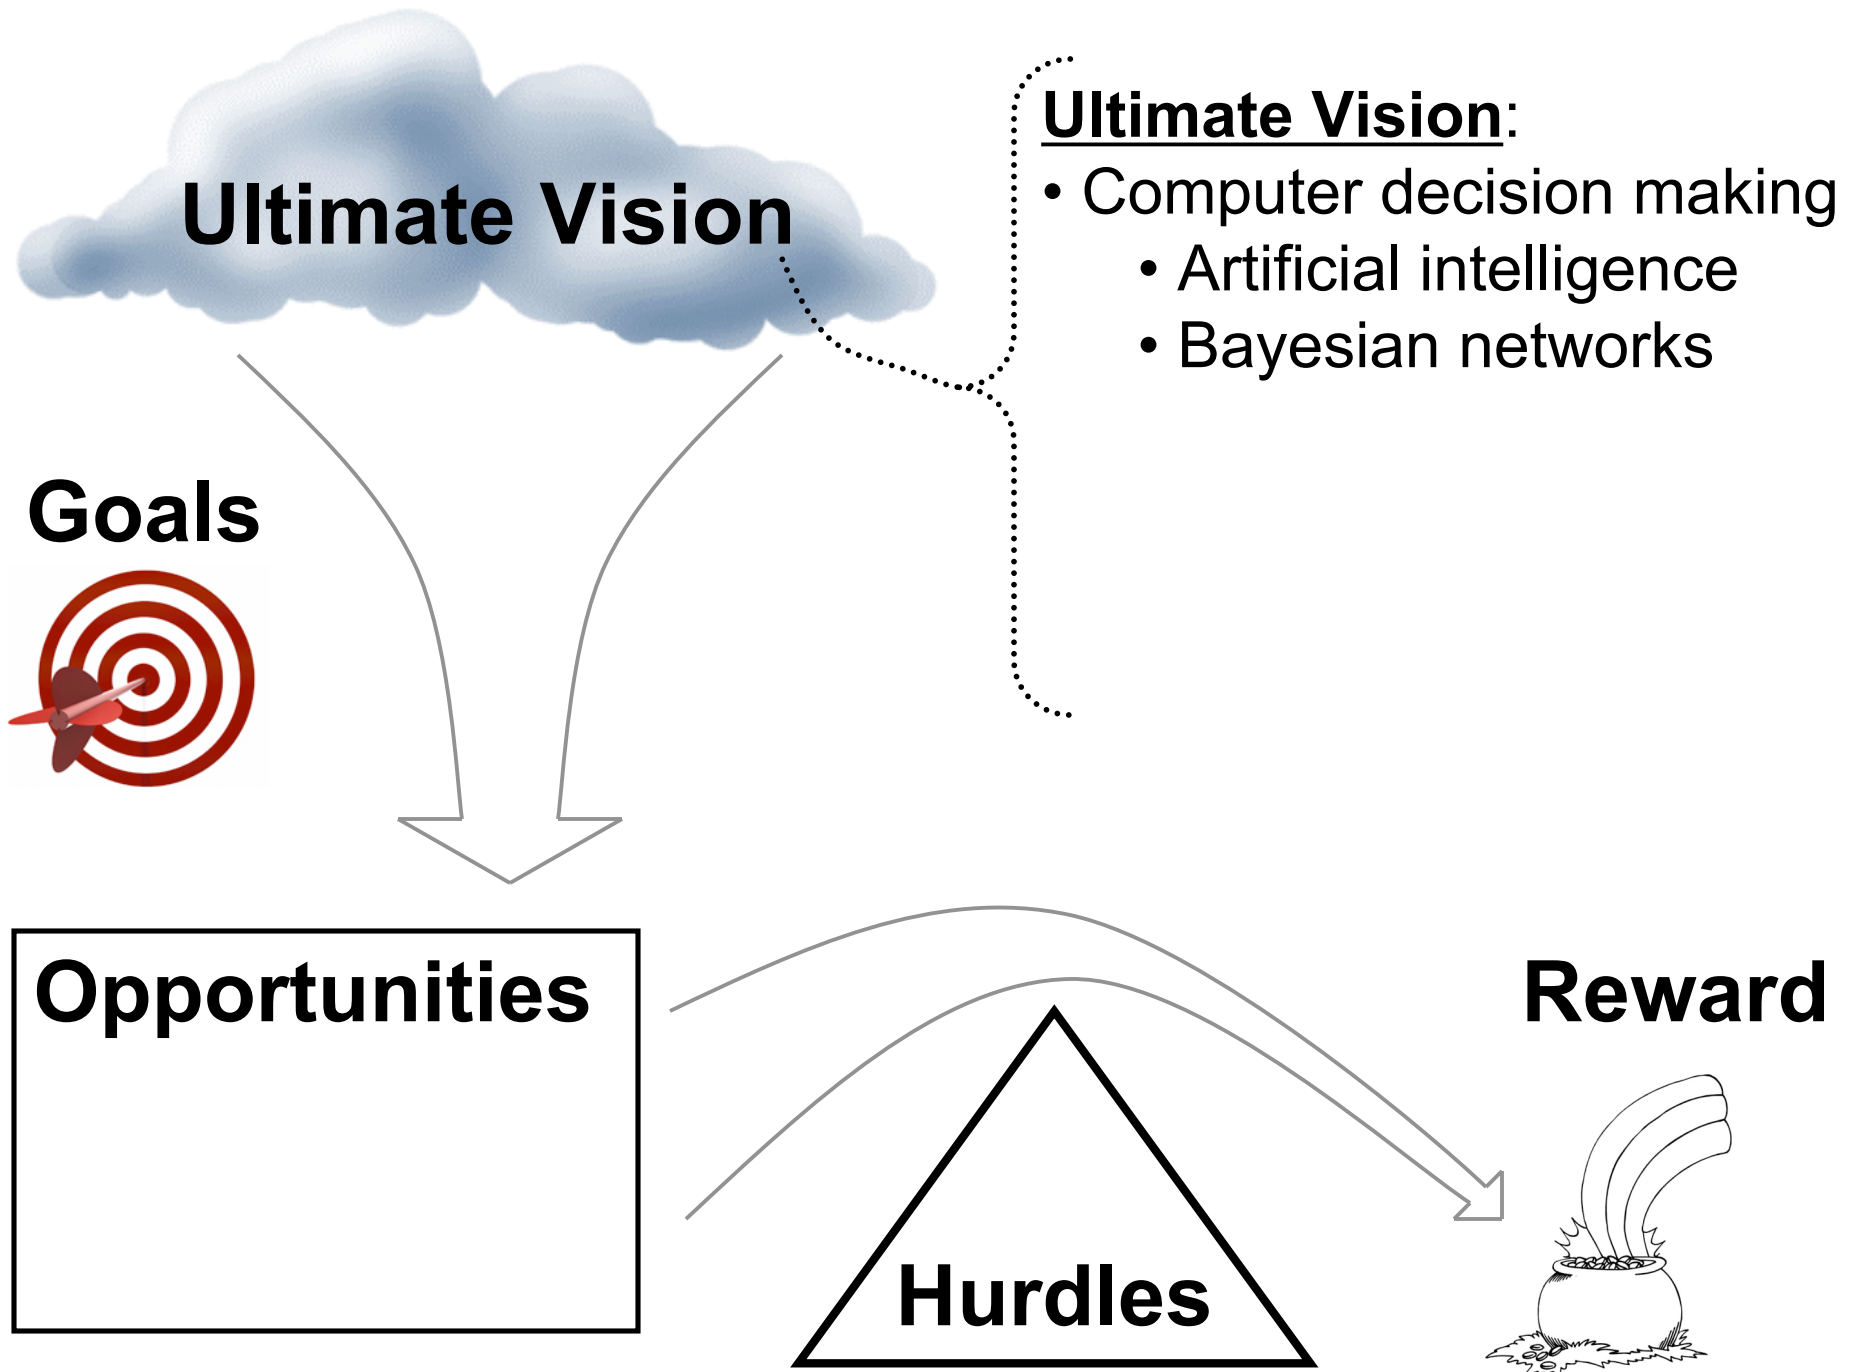 Ultimate Vision
Ultimate Vision:
• Computer decision making
• Artificial intelligence
• Bayesian networks
Goals
Opportunities
Hurdles
Reward